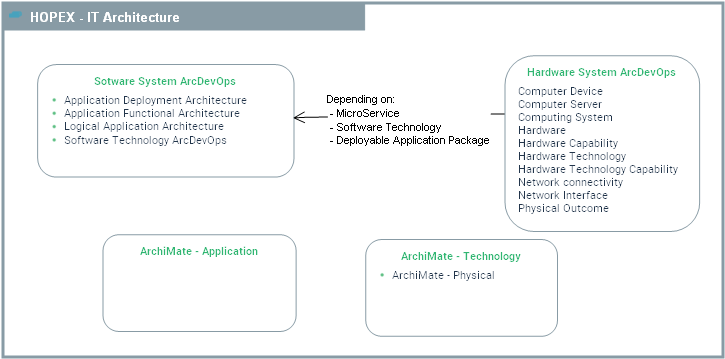 HOPEX - IT Architecture
Sotware System ArcDevOps
• Application Deployment Architecture
• Application Functional Architecture
• Logical Application Architecture
• Software Technology ArcDevOps
Depending on:
- MicroService
- Software Technology
- Deployable Application Package
Hardware System ArcDevOps
Computer Device
Computer Server
Computing System
Hardware
Hardware Capability
Hardware Technology
Hardware Technology Capability
Network connectivity
Network Interface
Physical Outcome
ArchiMate - Application
ArchiMate - Technology
• ArchiMate - Physical